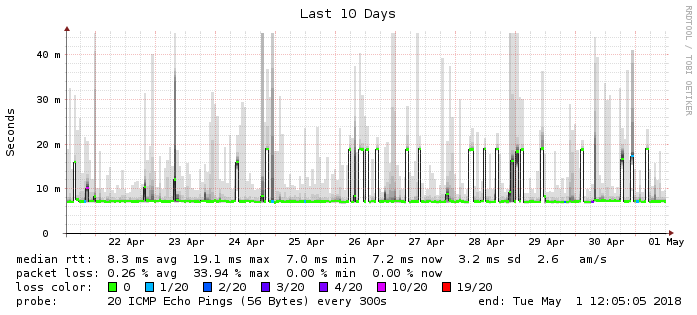 Last 10 Days
RRDTOOL / TOBI OETIKER
Seconds
40 m
30 m
20 m
10 m
0
22 Apr 23 Apr 24 Apr 25 Apr 26 Apr 27 Apr 28 Apr 29 Apr 30 Apr 01 May
median rtt: 8.3 ms avg 19.1 ms max 7.0 ms min 7.2 ms now 3.2 ms sd 2.6 am/s
packet loss: 0.26 % avg 33.94 % max 0.00 % min 0.00 % now
loss color: 0 1/20 2/20 3/20 4/20 10/20 19/20
probe: 20 ICMP Echo Pings (56 Bytes) every 300s end: Tue May 1 12:05:05 2018